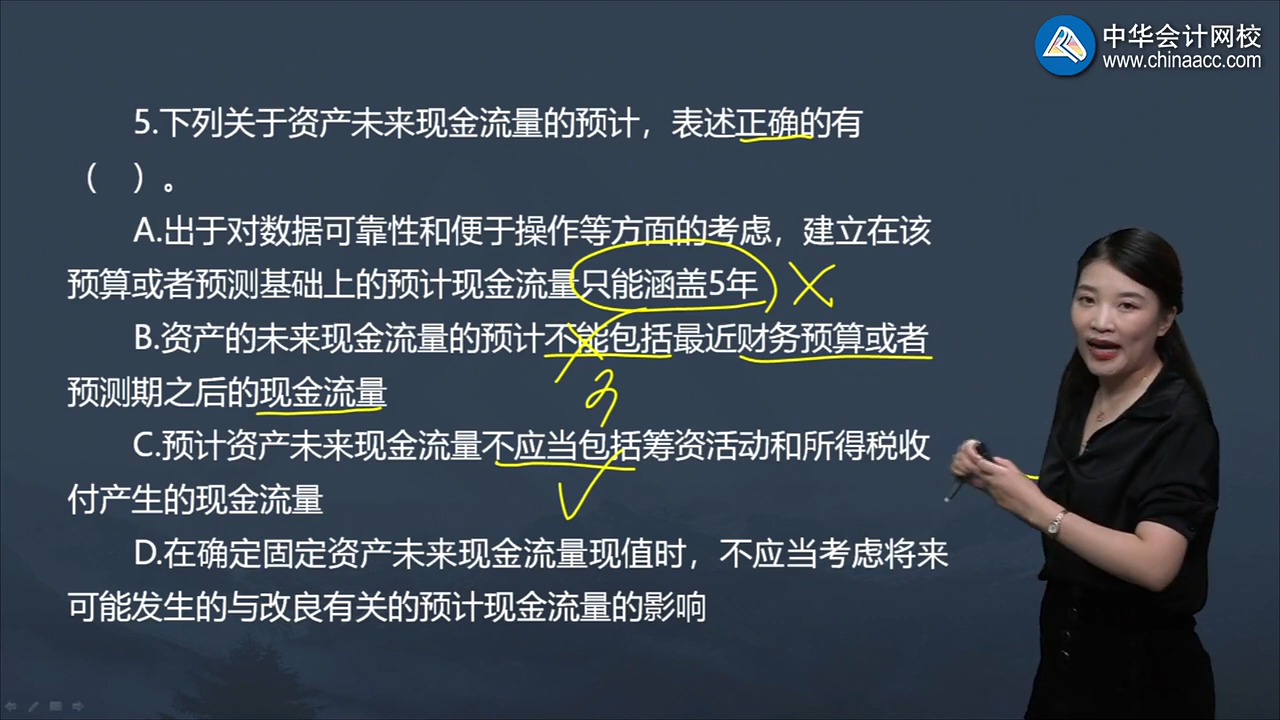 中华会计网校
www.chinaacc.com
5.下列关于资产未来现金流量的预计，表述正确的有
（ ）。
A.出于对数据可靠性和便于操作等方面的考虑，建立在该
预算或者预测基础上的预计现金流量只能涵盖5年
B.资产的未来现金流量的预计不能包括最近财务预算或者
预测期之后的现金流量
C.预计资产未来现金流量不应当包括筹资活动和所得税收
付产生的现金流量
D.在确定固定资产未来现金流量现值时，不应当考虑将来
可能发生的与改良有关的预计现金流量的影响